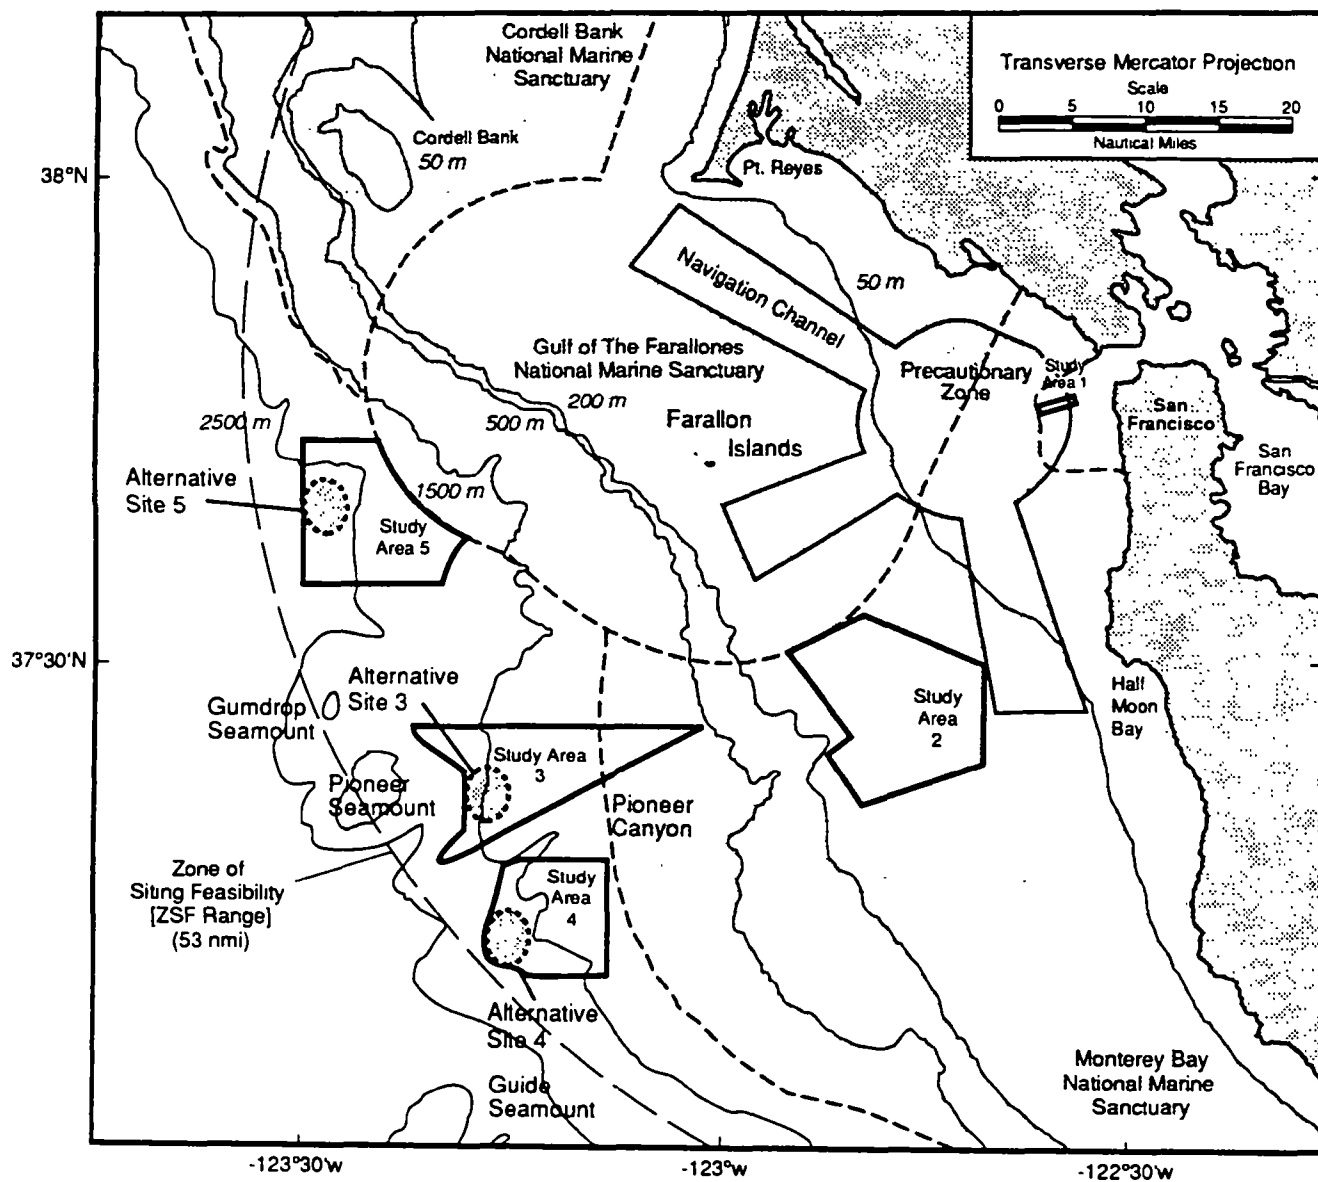 Cordell Bank
National Marine
Sanctuary
Transverse Mercator Projection
Scale
0 5 10 15 20
Nautical Miles
Cordell Bank
50 m
Pt. Reyes
38°N
Navigation Channel
50 m
Gulf of The Farallones
National Marine Sanctuary
Precautionary
Zone
Study
Area 1
200 m
500 m
2500 m
Farallon
Islands
San
Francisco
San
Francisco
Bay
Alternative
Site 5
1500 m
Study
Area 5
37°30'N
Alternative
Site 3
Gumdrop
Seamount
Study
Area
2
Half
Moon
Bay
Study Area
3
Pioneer
Seamount
Pioneer
Canyon
Zone of
Siting Feasibility
[ZSF Range]
(53 nmi)
Study
Area
4
Alternative
Site 4
Guide
Seamount
Monterey Bay
National Marine
Sanctuary
-123°30'W
-123°W
-122°30'W